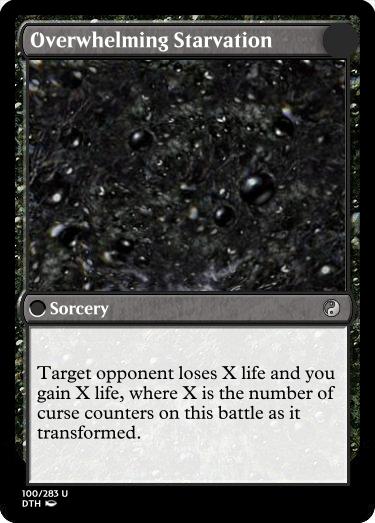 Overwhelming Starvation
Sorcery
Target opponent loses X life and you
gain X life, where X is the number of
curse counters on this battle as it
transformed.
100/283 U
DTH